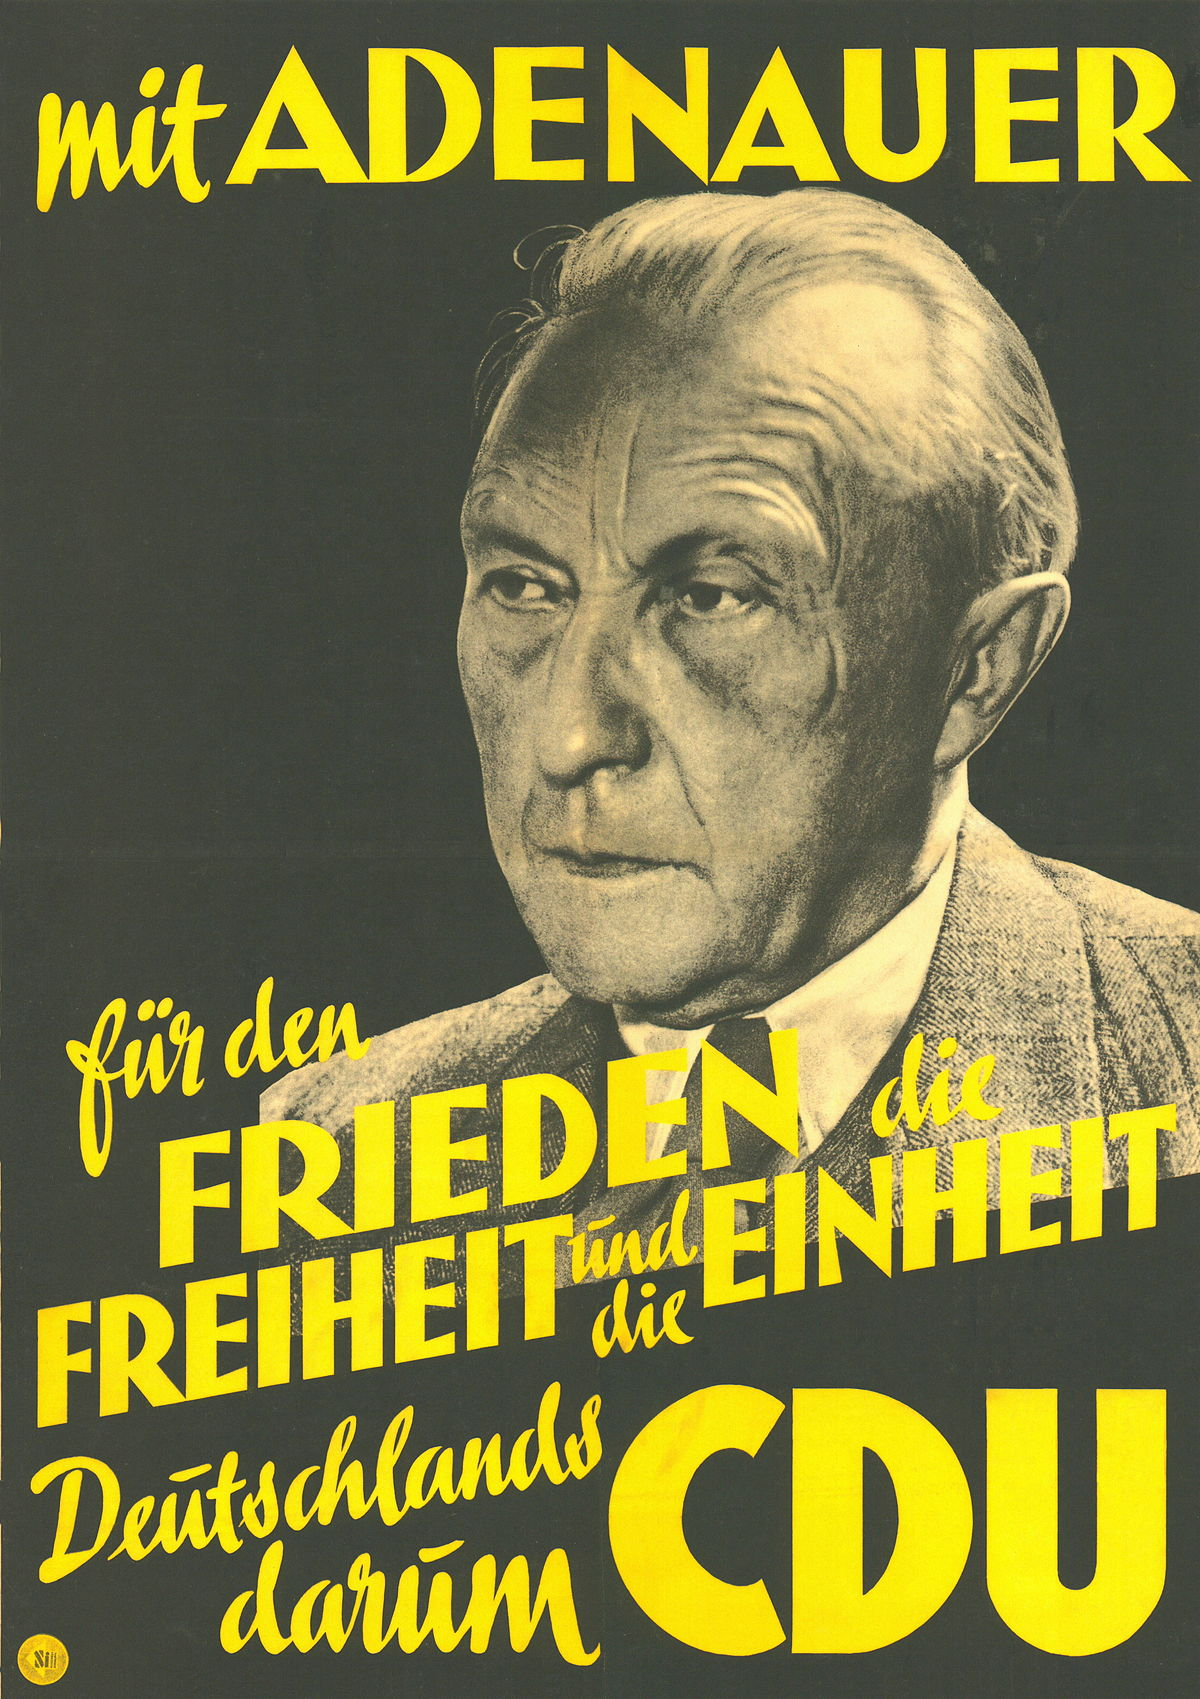 mit ADENAUER
für den
FRIEDEN die
FREIHEIT und die EINHEIT
Deutschlands
darum CDU